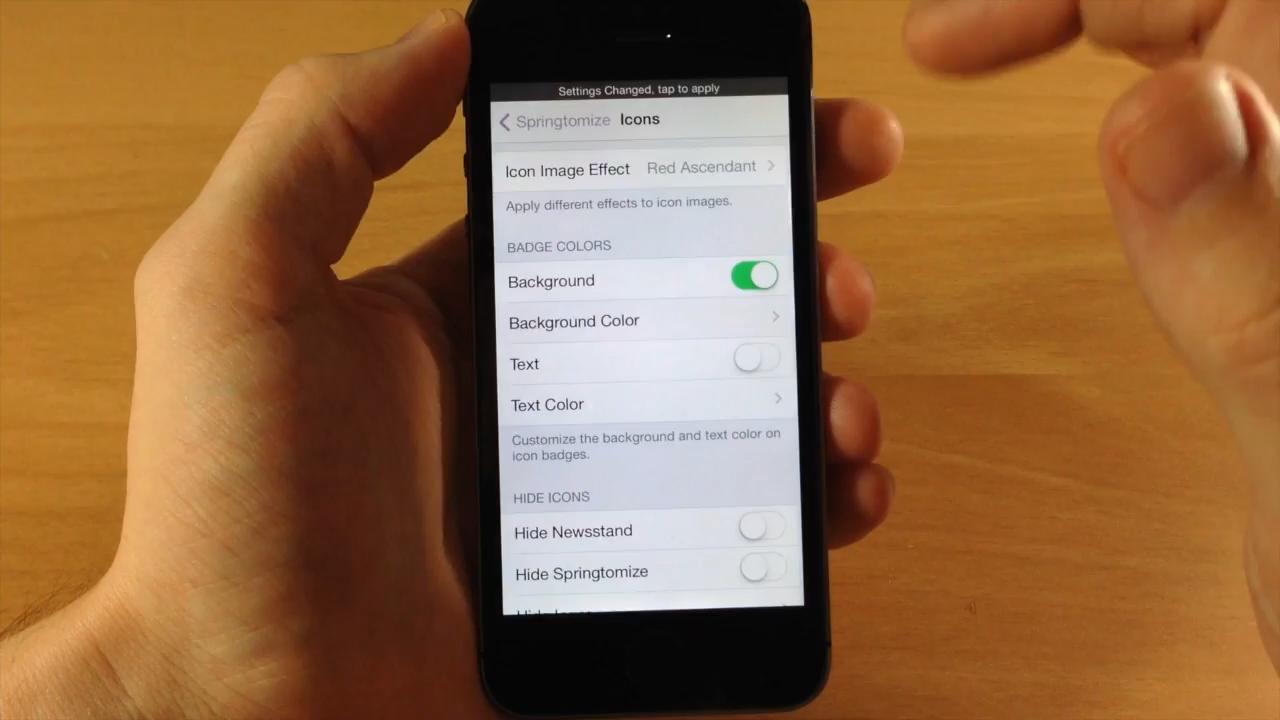 Settings Changed, tap to apply
Springtomize Icons
Icon Image Effect Red Ascendant
Apply different effects to icon images.
BADGE COLORS
Background
Background Color
Text
Text Color
Customize the background and text color on
icon badges.
HIDE ICONS
Hide Newsstand
Hide Springtomize